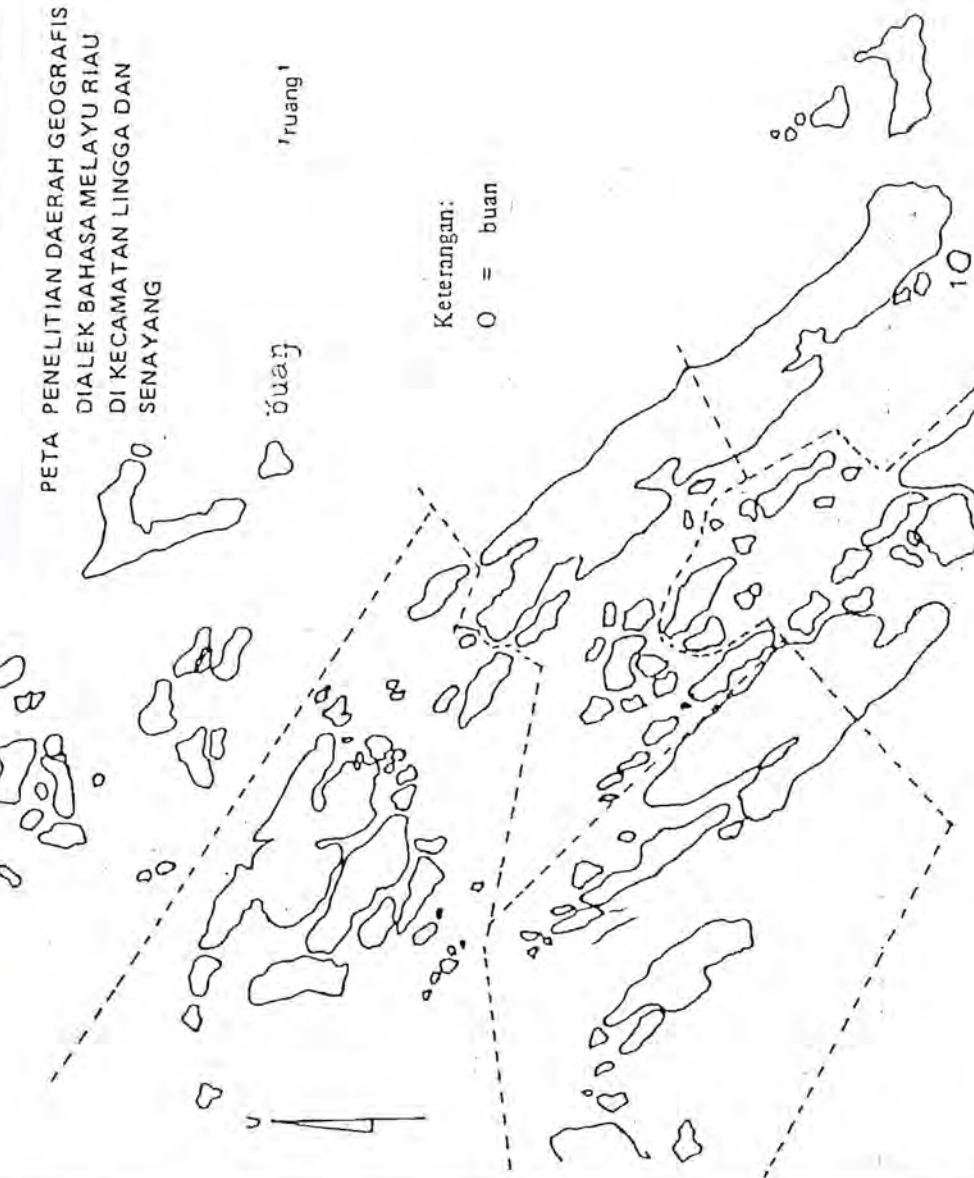 PETA PENELITIAN DAERAH GEOGRAFIS
DIALEK BAHASA MELAYU RIAU
DI KECAMATAN LINGGA DAN
SENAYANG
'ruang'
buaŋ
Keterangan:
O = buan
10